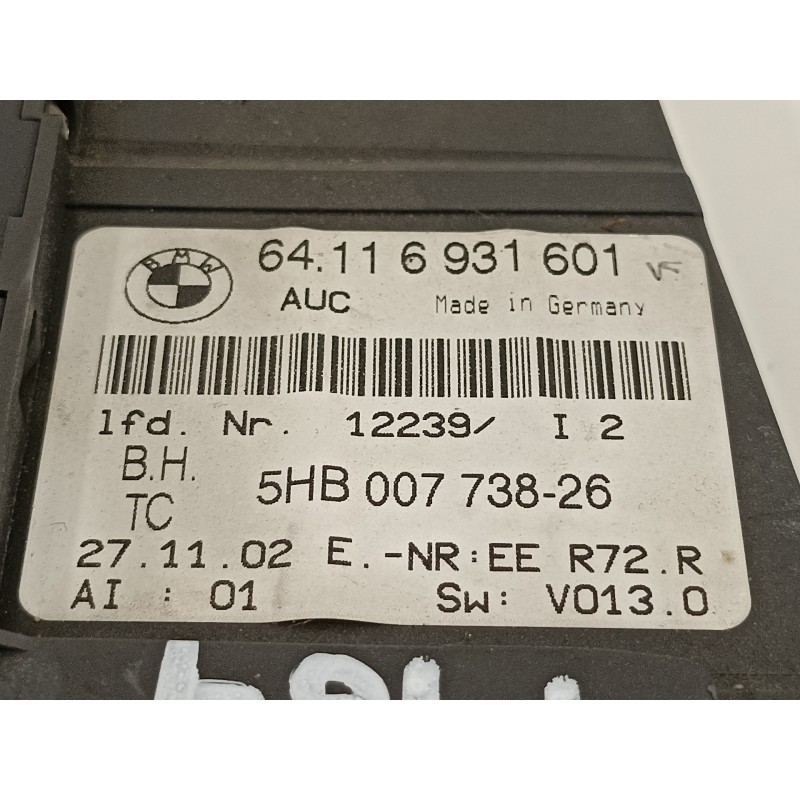 BMW
64.11 6 931 601
AUC Made in Germany
lfd. Nr. 12239/ I 2
B.H. 5HB 007 738-26
TC
27.11.02 E.-NR:EE R72.R
AI : 01 SW: V013.0